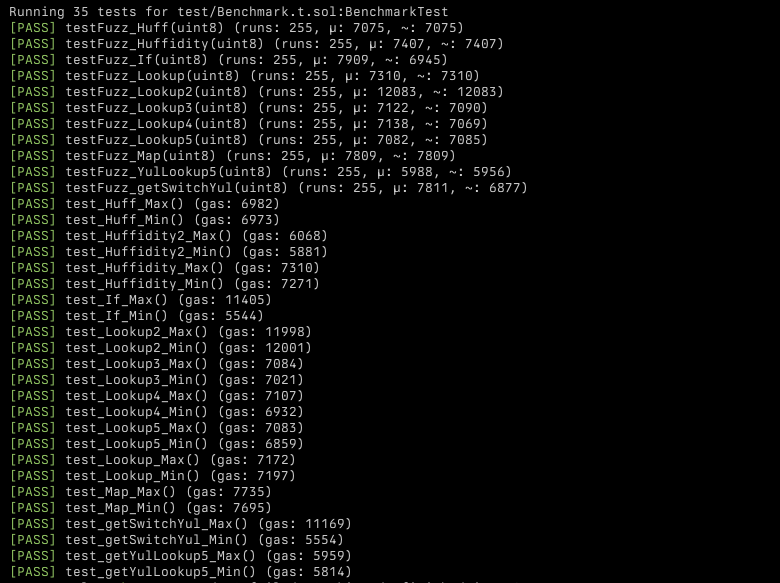 Running 35 tests for test/Benchmark.t.sol:BenchmarkTest
[PASS] testFuzz_Huff(uint8) (runs: 255, μ: 7075, ~: 7075)
[PASS] testFuzz_Huffidity(uint8) (runs: 255, μ: 7407, ~: 7407)
[PASS] testFuzz_If(uint8) (runs: 255, μ: 7909, ~: 6945)
[PASS] testFuzz_Lookup(uint8) (runs: 255, μ: 7310, ~: 7310)
[PASS] testFuzz_Lookup2(uint8) (runs: 255, μ: 12083, ~: 12083)
[PASS] testFuzz_Lookup3(uint8) (runs: 255, μ: 7122, ~: 7090)
[PASS] testFuzz_Lookup4(uint8) (runs: 255, μ: 7138, ~: 7069)
[PASS] testFuzz_Lookup5(uint8) (runs: 255, μ: 7082, ~: 7085)
[PASS] testFuzz_Map(uint8) (runs: 255, μ: 7809, ~: 7809)
[PASS] testFuzz_YulLookup5(uint8) (runs: 255, μ: 5988, ~: 5956)
[PASS] testFuzz_getSwitchYul(uint8) (runs: 255, μ: 7811, ~: 6877)
[PASS] test_Huff_Max() (gas: 6982)
[PASS] test_Huff_Min() (gas: 6973)
[PASS] test_Huffidity2_Max() (gas: 6068)
[PASS] test_Huffidity2_Min() (gas: 5881)
[PASS] test_Huffidity_Max() (gas: 7310)
[PASS] test_Huffidity_Min() (gas: 7271)
[PASS] test_If_Max() (gas: 11405)
[PASS] test_If_Min() (gas: 5544)
[PASS] test_Lookup2_Max() (gas: 11998)
[PASS] test_Lookup2_Min() (gas: 12001)
[PASS] test_Lookup3_Max() (gas: 7084)
[PASS] test_Lookup3_Min() (gas: 7021)
[PASS] test_Lookup4_Max() (gas: 7107)
[PASS] test_Lookup4_Min() (gas: 6932)
[PASS] test_Lookup5_Max() (gas: 7083)
[PASS] test_Lookup5_Min() (gas: 6859)
[PASS] test_Lookup_Max() (gas: 7172)
[PASS] test_Lookup_Min() (gas: 7197)
[PASS] test_Map_Max() (gas: 7735)
[PASS] test_Map_Min() (gas: 7695)
[PASS] test_getSwitchYul_Max() (gas: 11169)
[PASS] test_getSwitchYul_Min() (gas: 5554)
[PASS] test_getYulLookup5_Max() (gas: 5959)
[PASS] test_getYulLookup5_Min() (gas: 5814)